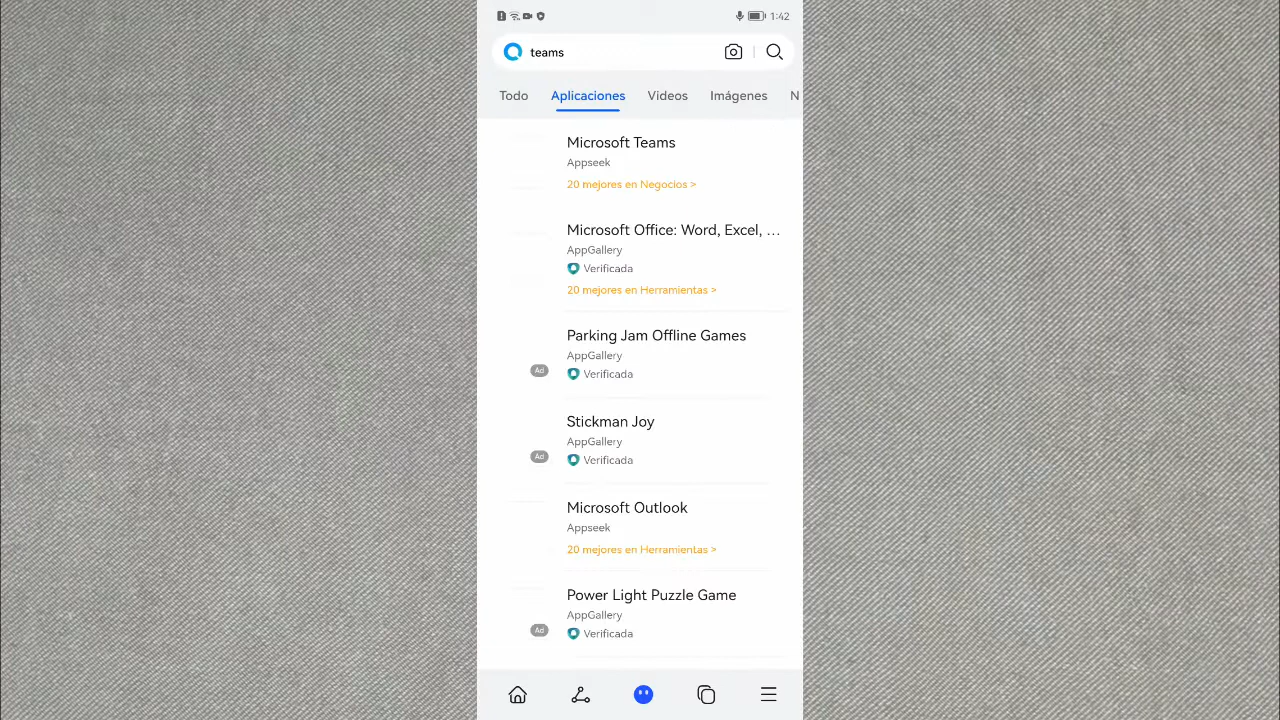 1:42
teams
Todo Aplicaciones Videos Imágenes N
Microsoft Teams
Appseek
20 mejores en Negocios >
Microsoft Office: Word, Excel, ...
AppGallery
Verificada
20 mejores en Herramientas >
Parking Jam Offline Games
AppGallery
Ad
Verificada
Stickman Joy
AppGallery
Ad
Verificada
Microsoft Outlook
Appseek
20 mejores en Herramientas >
Power Light Puzzle Game
AppGallery
Ad
Verificada